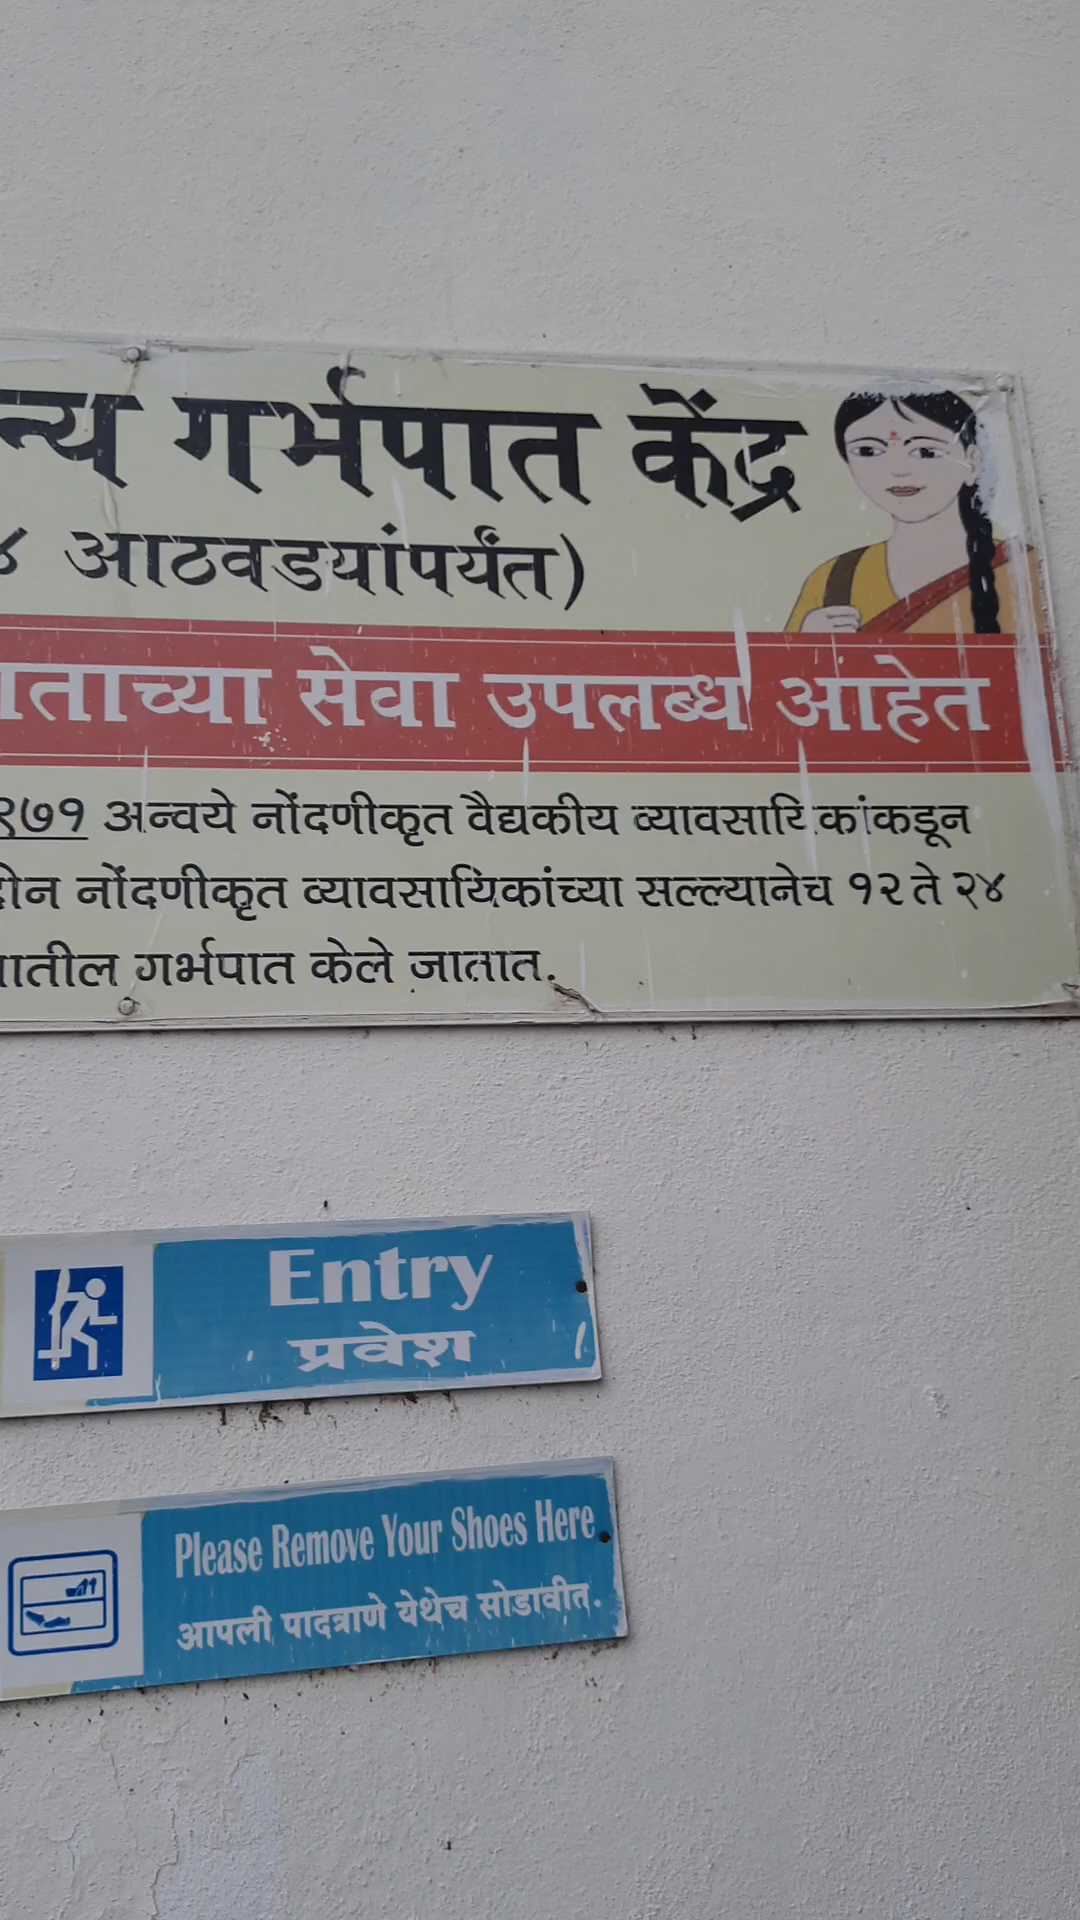 न्य गर्भपात केंद्र
४ आठवडयांपर्यंत)
ताच्या सेवा उपलब्ध आहेत
९७१ अन्वये नोंदणीकृत वैद्यकीय व्यावसायिकांकडून
नोंदणीकृत व्यावसायिकांच्या सल्ल्यानेच १२ ते २४
तील गर्भपात केले जातात.
Entry
प्रवेश
Please Remove Your Shoes Here
आपली पादत्राणे येथेच सोडावीत.